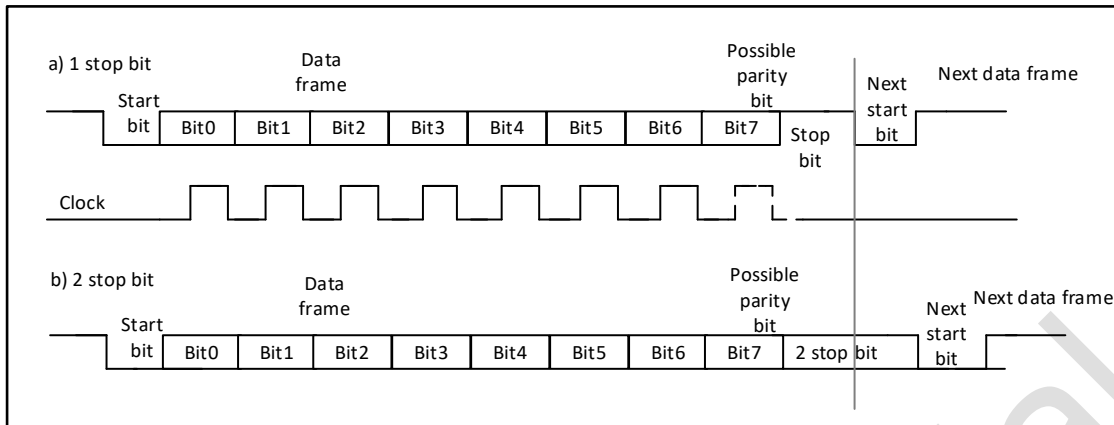 a) 1 stop bit
Data
frame
Possible
parity
bit
Next data frame
Start
bit
Bit0
Bit1
Bit2
Bit3
Bit4
Bit5
Bit6
Bit7
Stop
bit
Next
start
bit
Clock
b) 2 stop bit
Data
frame
Possible
parity
bit
Next data frame
Start
bit
Bit0
Bit1
Bit2
Bit3
Bit4
Bit5
Bit6
Bit7
2 stop bit
Next
start
bit